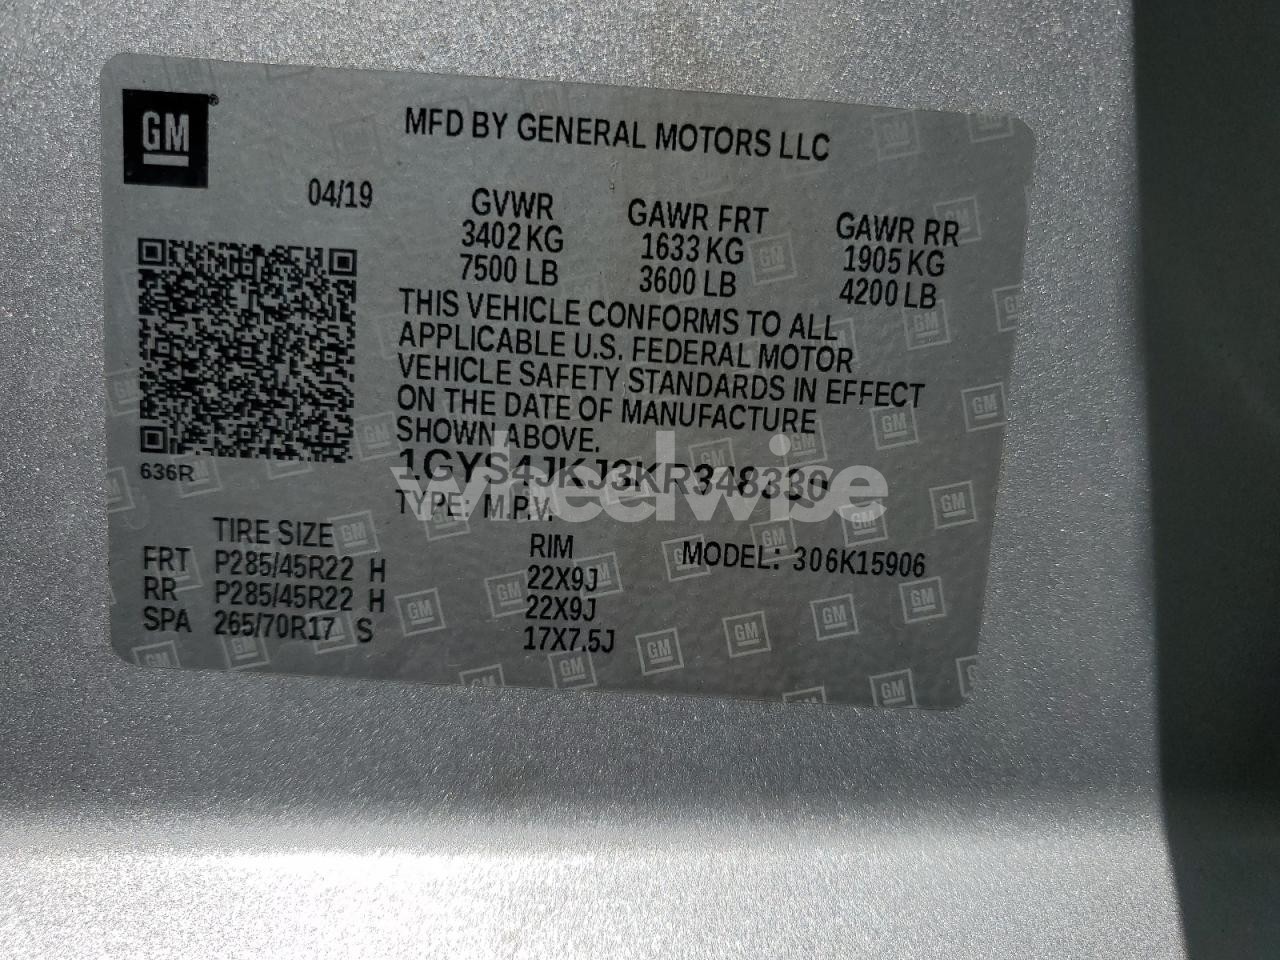 GM
MFD BY GENERAL MOTORS LLC
04/19
GVWR GAWR FRT GAWR RR
3402 KG 1633 KG 1905 KG
7500 LB 3600 LB 4200 LB
THIS VEHICLE CONFORMS TO ALL
APPLICABLE U.S. FEDERAL MOTOR
VEHICLE SAFETY STANDARDS IN EFFECT
ON THE DATE OF MANUFACTURE
SHOWN ABOVE.
636R
1GYS4JKJ3KR348330
TYPE: M.P.V.
wheelwise
TIRE SIZE RIM MODEL: 306K15906
FRT P285/45R22 H 22X9J
RR P285/45R22 H 22X9J
SPA 265/70R17 S 17X7.5J